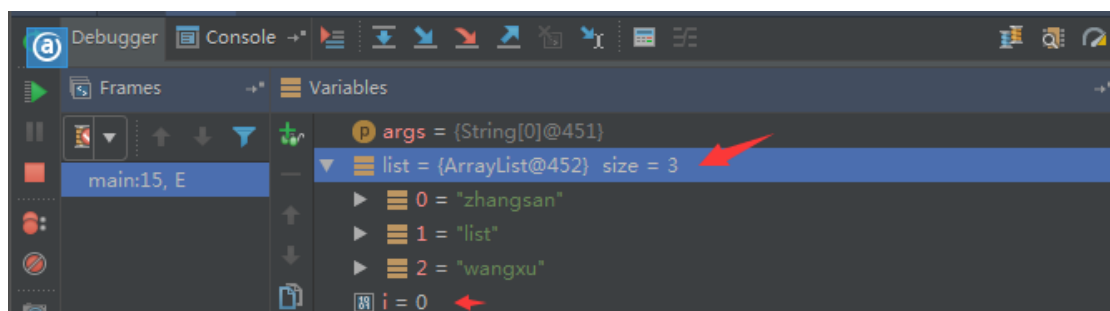 Debugger Console
Frames Variables
args = {String[0]@451}
list = {ArrayList@452} size = 3
main:15, E
0 = "zhangsan"
1 = "list"
2 = "wangxu"
i = 0